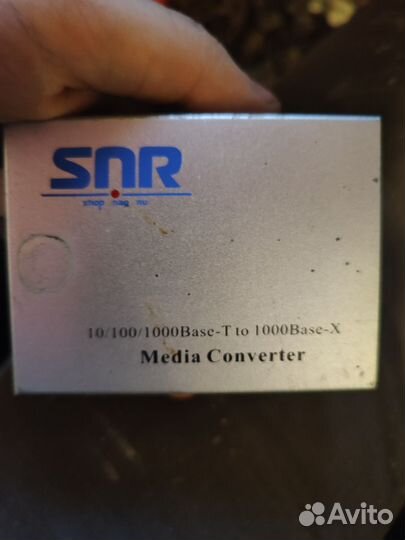 SNR
shop nag ru
10/100/1000Base-T to 1000Base-X
Media Converter
Avito